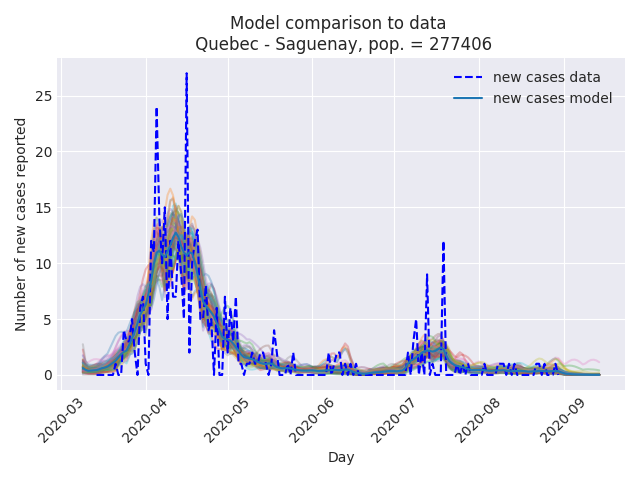 Model comparison to data
Quebec - Saguenay, pop. = 277406
new cases data
new cases model
Number of new cases reported
25
20
15
10
5
0
2020-03
2020-04
2020-05
2020-06
2020-07
2020-08
2020-09
Day